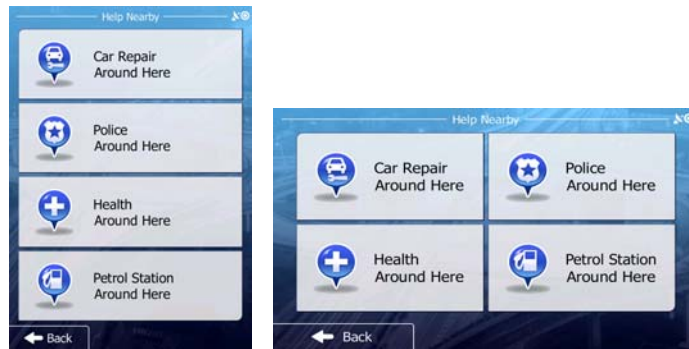 Help Nearby
Car Repair
Around Here
Police
Around Here
Health
Around Here
Petrol Station
Around Here
Back
Help Nearby
Car Repair
Around Here
Police
Around Here
Health
Around Here
Petrol Station
Around Here
Back